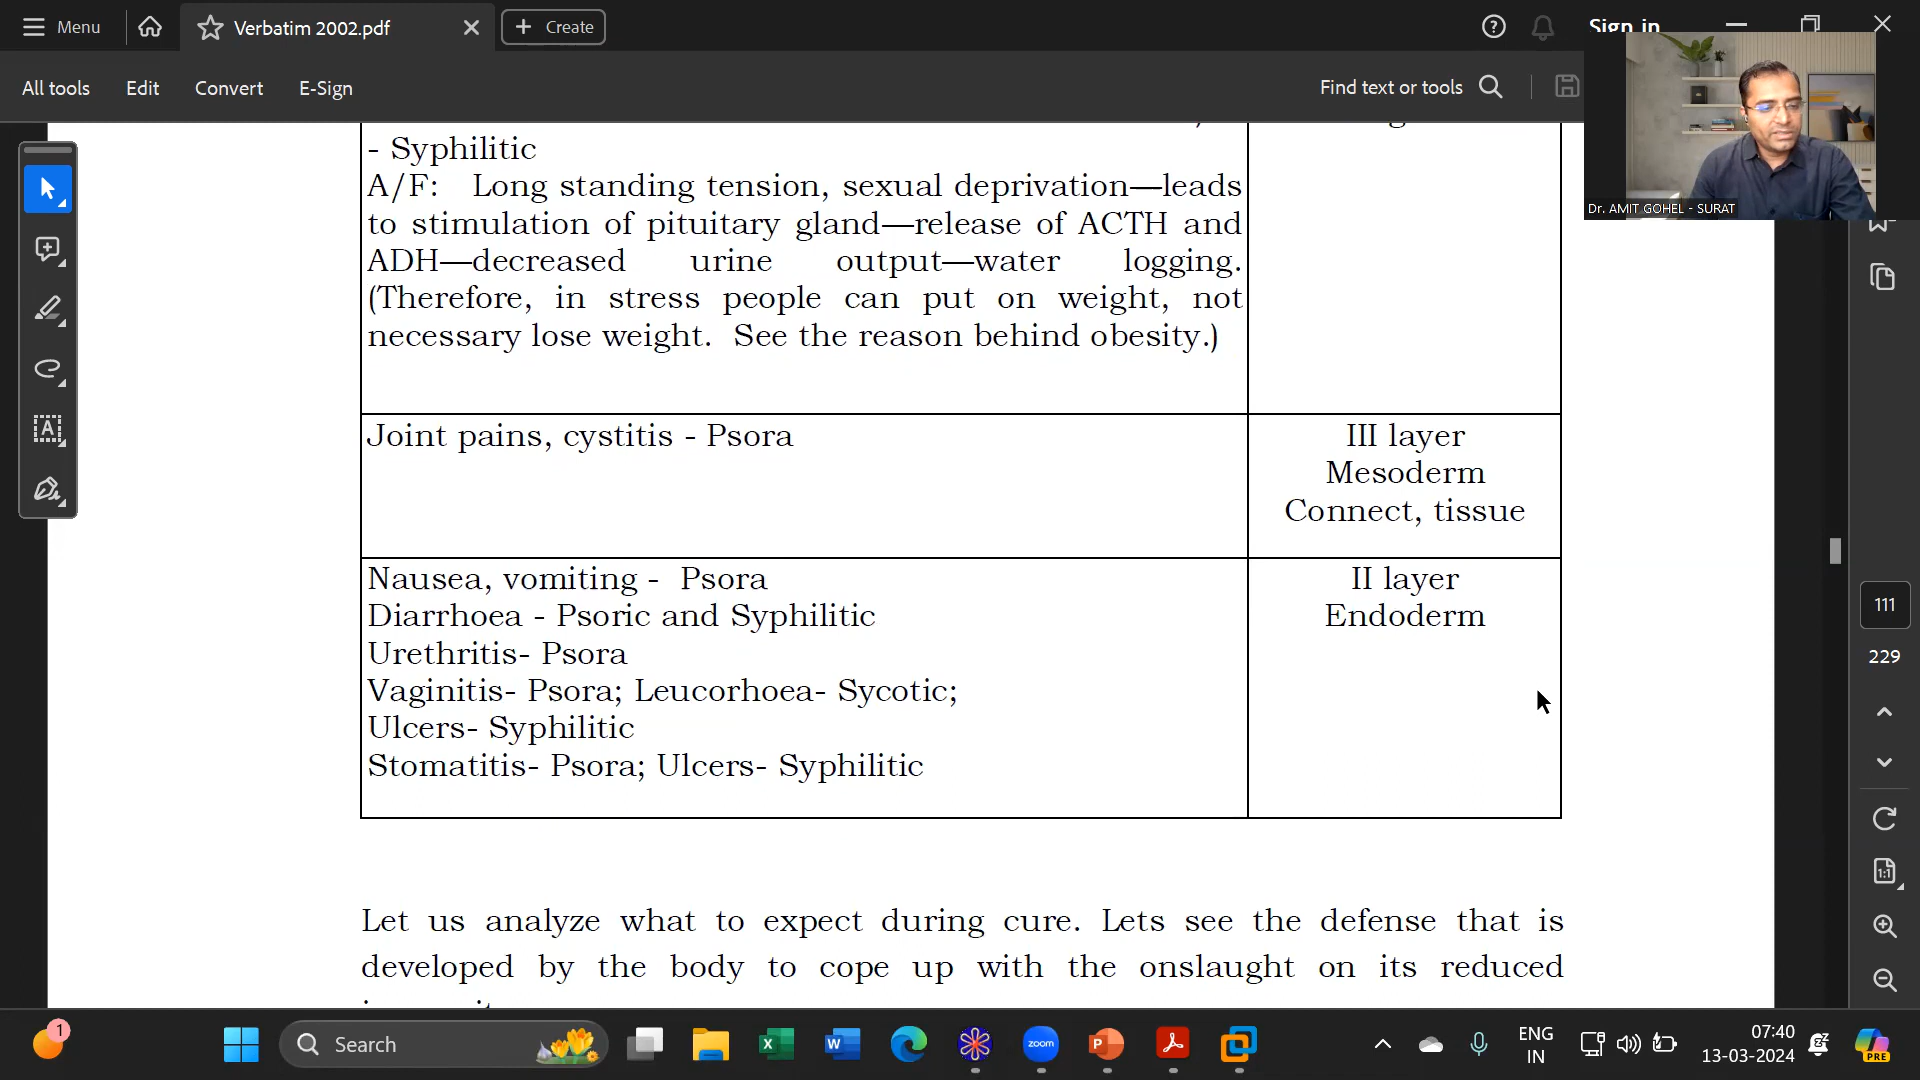 Menu
Verbatim 2002.pdf
Create
Sign in
All tools
Edit
Convert
E-Sign
Find text or tools
Dr. AMIT GOHEL - SURAT
- Syphilitic
A/F: Long standing tension, sexual deprivation—leads
to stimulation of pituitary gland—release of ACTH and
ADH—decreased urine output—water logging.
(Therefore, in stress people can put on weight, not
necessary lose weight. See the reason behind obesity.)
Joint pains, cystitis - Psora
III layer
Mesoderm
Connect, tissue
Nausea, vomiting - Psora
Diarrhoea - Psoric and Syphilitic
Urethritis- Psora
Vaginitis- Psora; Leucorhoea- Sycotic;
Ulcers- Syphilitic
Stomatitis- Psora; Ulcers- Syphilitic
II layer
Endoderm
111
229
Let us analyze what to expect during cure. Lets see the defense that is
developed by the body to cope up with the onslaught on its reduced
1
Search
zoom
ENG
IN
07:40
13-03-2024
PRE